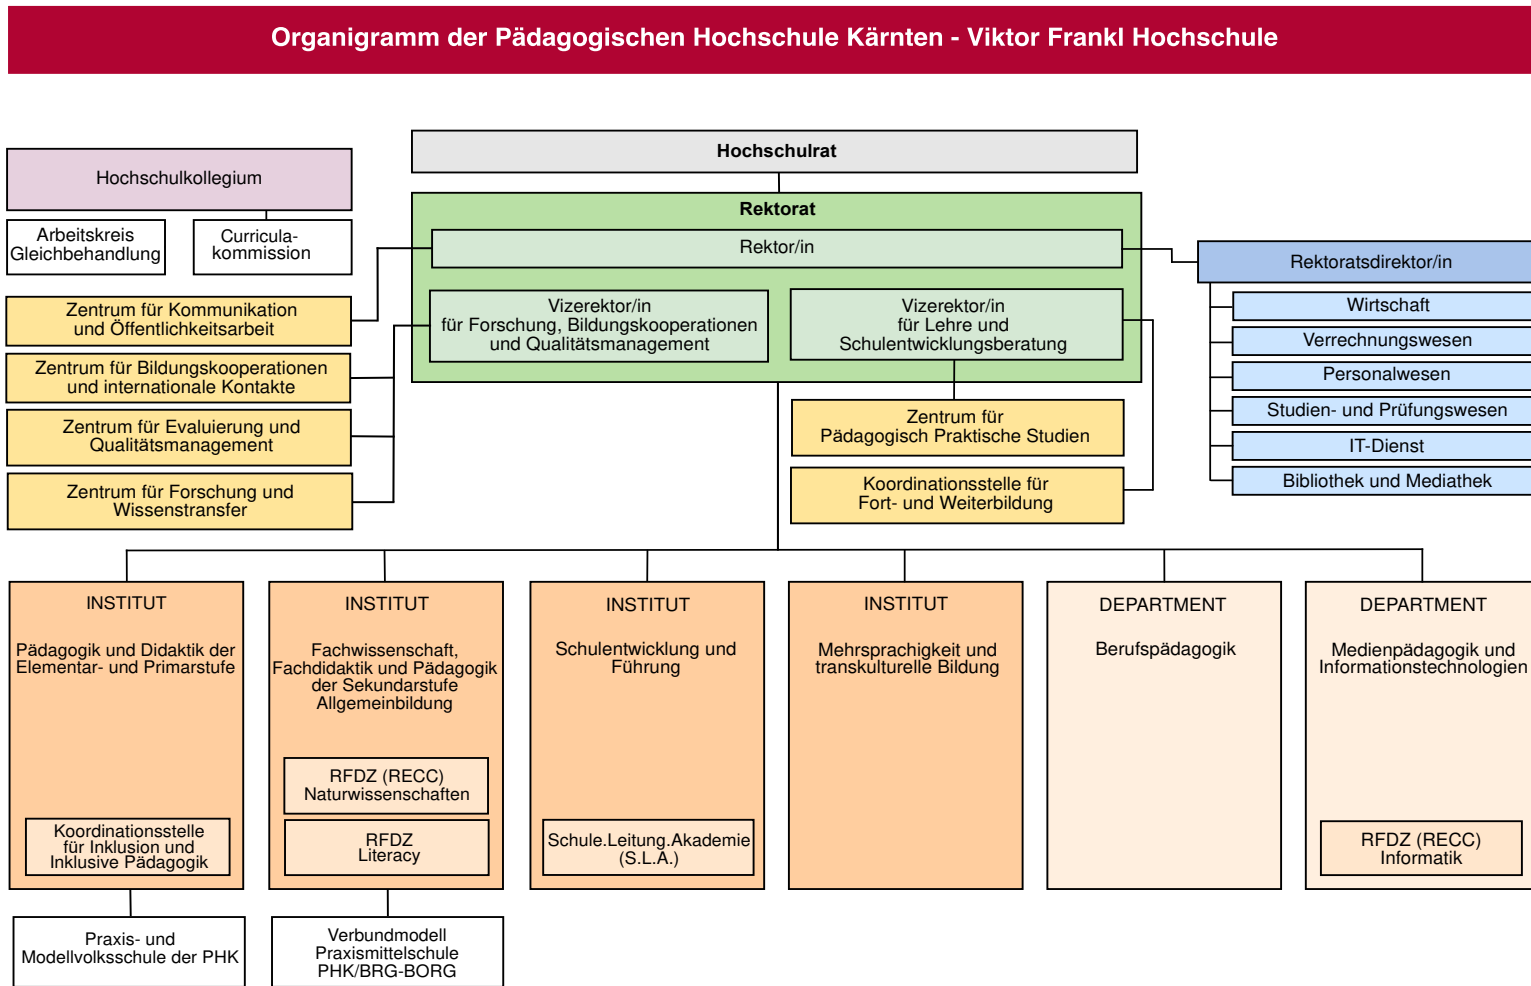 Organigramm der Pädagogischen Hochschule Kärnten - Viktor Frankl Hochschule
Hochschulrat
Hochschulkollegium
Arbeitskreis
Gleichbehandlung
Curricula-
kommission
Rektorat
Rektor/in
Vizerektor/in
für Forschung, Bildungskooperationen
und Qualitätsmanagement
Vizerektor/in
für Lehre und
Schulentwicklungsberatung
Rektoratsdirektor/in
Wirtschaft
Verrechnungswesen
Personalwesen
Studien- und Prüfungswesen
IT-Dienst
Bibliothek und Mediathek
Zentrum für Kommunikation
und Öffentlichkeitsarbeit
Zentrum für Bildungskooperationen
und internationale Kontakte
Zentrum für Evaluierung und
Qualitätsmanagement
Zentrum für Forschung und
Wissenstransfer
Zentrum für
Pädagogisch Praktische Studien
Koordinationsstelle für
Fort- und Weiterbildung
INSTITUT
Pädagogik und Didaktik der
Elementar- und Primarstufe
Koordinationsstelle
für Inklusion und
Inklusive Pädagogik
Praxis- und
Modellvolksschule der PHK
INSTITUT
Fachwissenschaft,
Fachdidaktik und Pädagogik
der Sekundarstufe
Allgemeinbildung
RFDZ (RECC)
Naturwissenschaften
RFDZ
Literacy
Verbundmodell
Praxismittelschule
PHK/BRG-BORG
INSTITUT
Schulentwicklung und
Führung
Schule.Leitung.Akademie
(S.L.A.)
INSTITUT
Mehrsprachigkeit und
transkulturelle Bildung
DEPARTMENT
Berufspädagogik
DEPARTMENT
Medienpädagogik und
Informationstechnologien
RFDZ (RECC)
Informatik